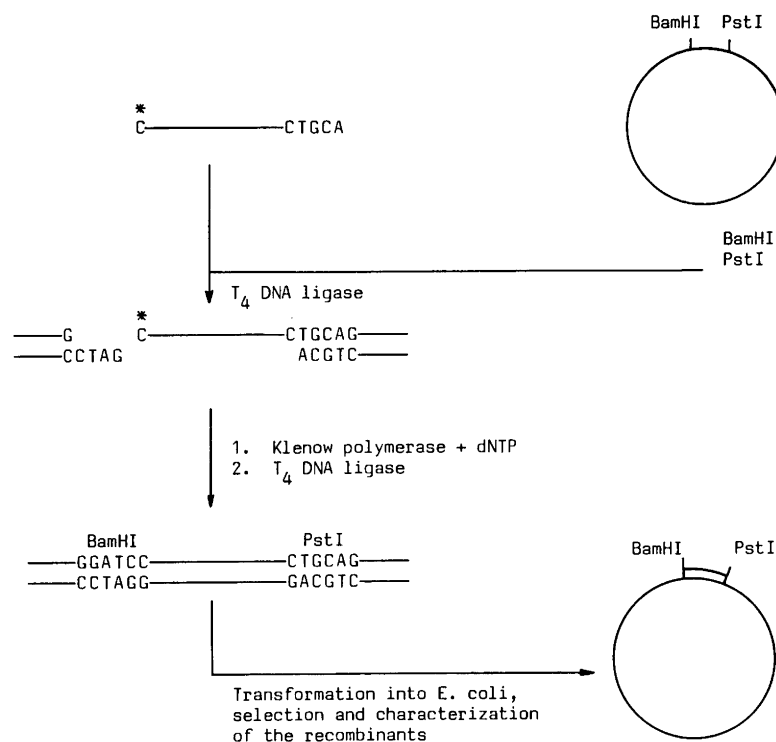 BamHI PstI
*
C CTGCA
BamHI
PstI
T4 DNA ligase
*
G C CTGCAG
CCTAG ACGTC
1. Klenow polymerase + dNTP
2. T4 DNA ligase
BamHI PstI
GGATCC CTGCAG
CCTAGG GACGTC
BamHI PstI
Transformation into E. coli,
selection and characterization
of the recombinants